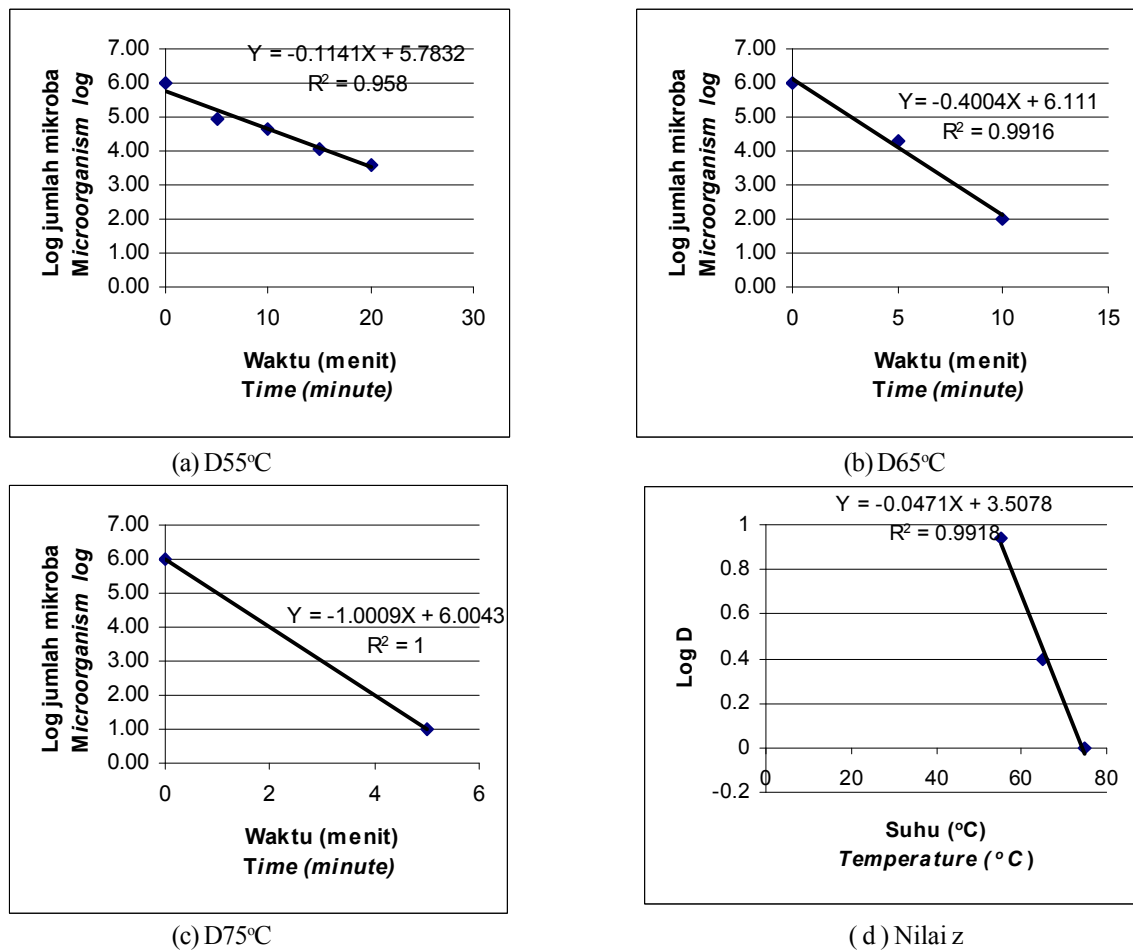 7.00
6.00
5.00
4.00
3.00
2.00
1.00
0.00
Y = -0.1141X + 5.7832
R² = 0.958
0 10 20 30
Log jumlah mikroba
Microorganism log
Waktu (menit)
Time (minute)
(a) D55°C
7.00
6.00
5.00
4.00
3.00
2.00
1.00
0.00
Y= -0.4004X + 6.111
R² = 0.9916
0 5 10 15
Log jumlah mikroba
Microorganism log
Waktu (menit)
Time (minute)
(b) D65°C
7.00
6.00
5.00
4.00
3.00
2.00
1.00
0.00
Y = -1.0009X + 6.0043
R² = 1
0 2 4 6
Log jumlah mikroba
Microorganism log
Waktu (menit)
Time (minute)
(c) D75°C
Y = -0.0471X + 3.5078
R² = 0.9918
1
0.8
0.6
0.4
0.2
0
-0.2
0 20 40 60 80
Log D
Suhu (°C)
Temperature ( ° C )
( d ) Nilai z